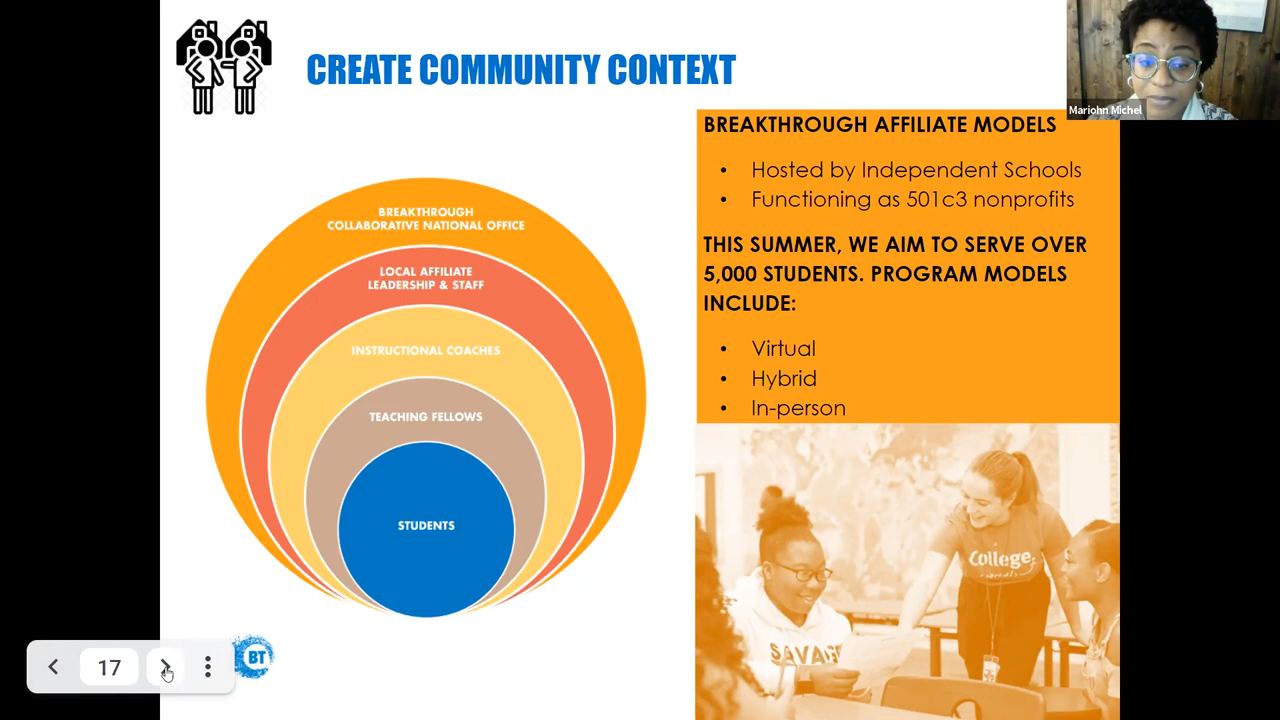 CREATE COMMUNITY CONTEXT
Mariohn Michel
BREAKTHROUGH
COLLABORATIVE NATIONAL OFFICE
LOCAL AFFILIATE
LEADERSHIP & STAFF
INSTRUCTIONAL COACHES
TEACHING FELLOWS
STUDENTS
BREAKTHROUGH AFFILIATE MODELS
• Hosted by Independent Schools
• Functioning as 501c3 nonprofits
THIS SUMMER, WE AIM TO SERVE OVER
5,000 STUDENTS. PROGRAM MODELS
INCLUDE:
• Virtual
• Hybrid
• In-person
College
SAVAGE
17
BT